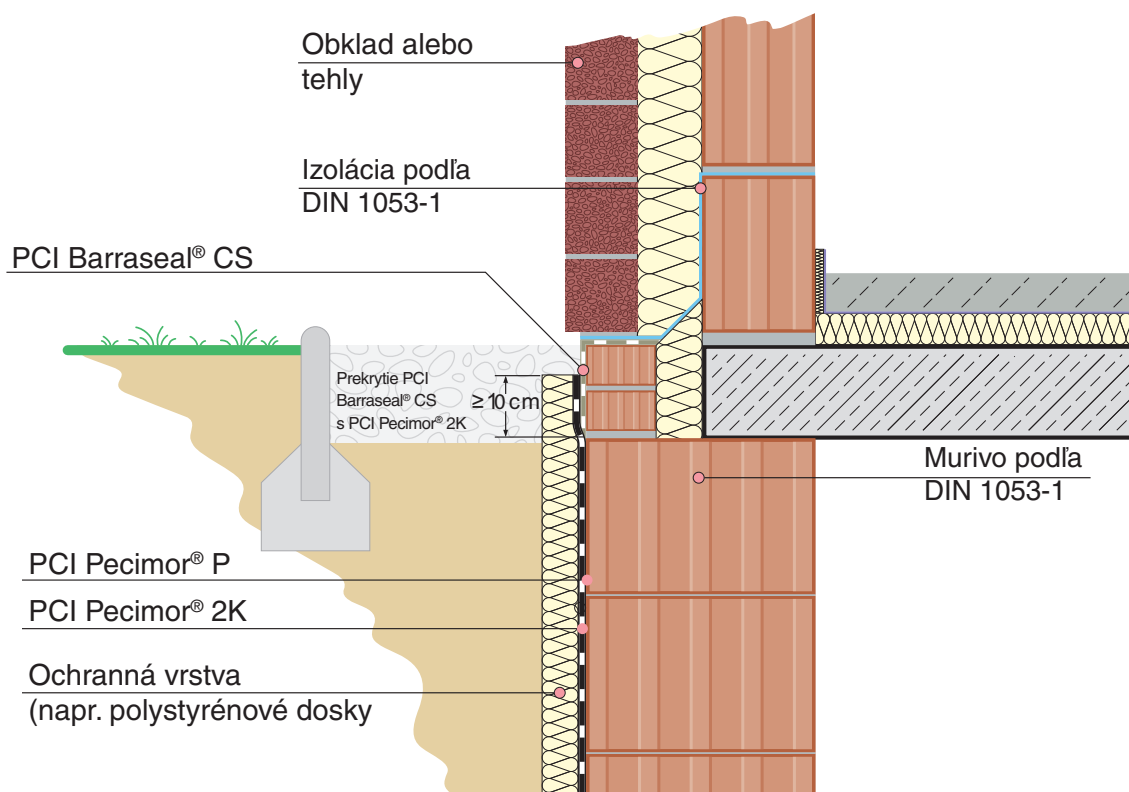 Obklad alebo
tehly
Izolácia podľa
DIN 1053-1
PCI Barraseal® CS
Prekrytie PCI
Barraseal® CS
s PCI Pecimor® 2K
≥10 cm
Murivo podľa
DIN 1053-1
PCI Pecimor® P
PCI Pecimor® 2K
Ochranná vrstva
(napr. polystyrénové dosky